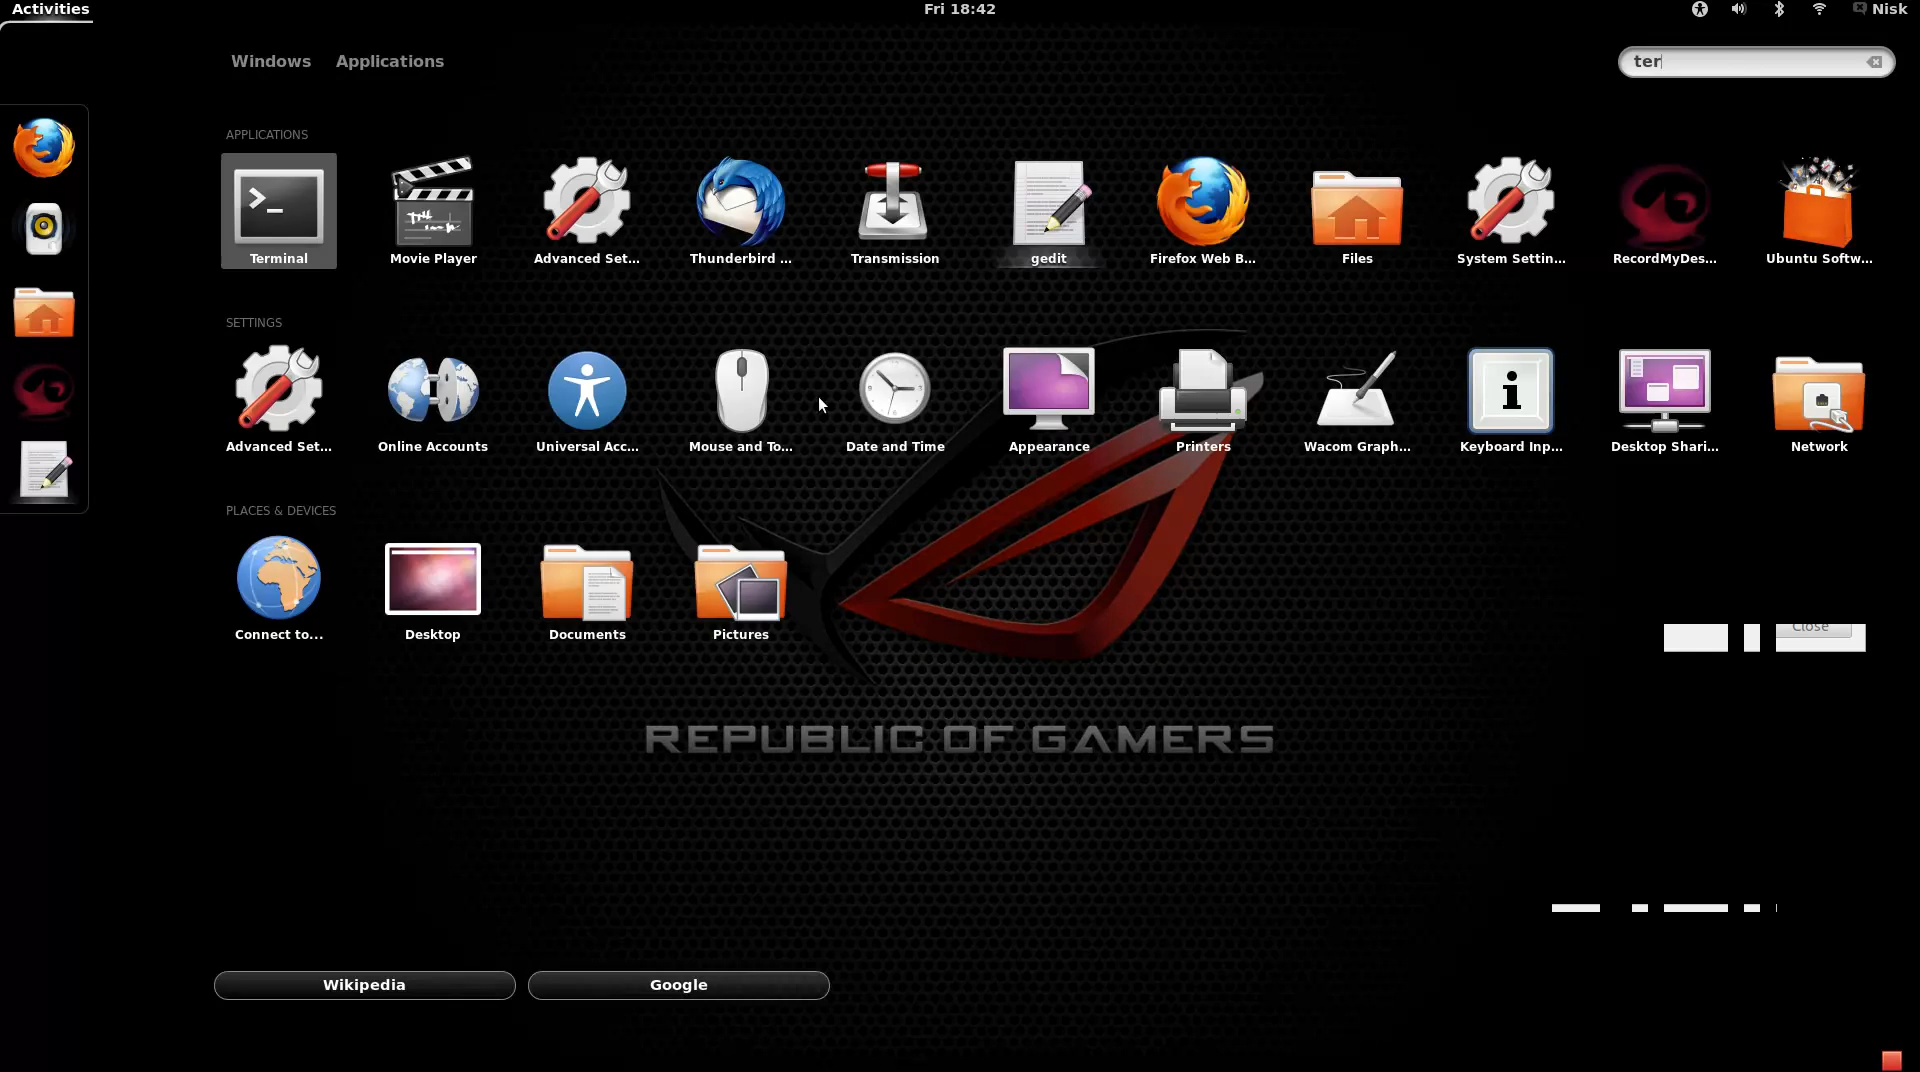 Activities
Fri 18:42
Nisk
Windows Applications
ter
APPLICATIONS
Terminal
Movie Player
Advanced Set...
Thunderbird ...
Transmission
gedit
Firefox Web B...
Files
System Settin...
RecordMyDes...
Ubuntu Softw...
SETTINGS
Advanced Set...
Online Accounts
Universal Acc...
Mouse and To...
Date and Time
Appearance
Printers
Wacom Graph...
Keyboard Inp...
Desktop Shari...
Network
PLACES & DEVICES
Connect to...
Desktop
Documents
Pictures
Close
REPUBLIC OF GAMERS
Wikipedia
Google